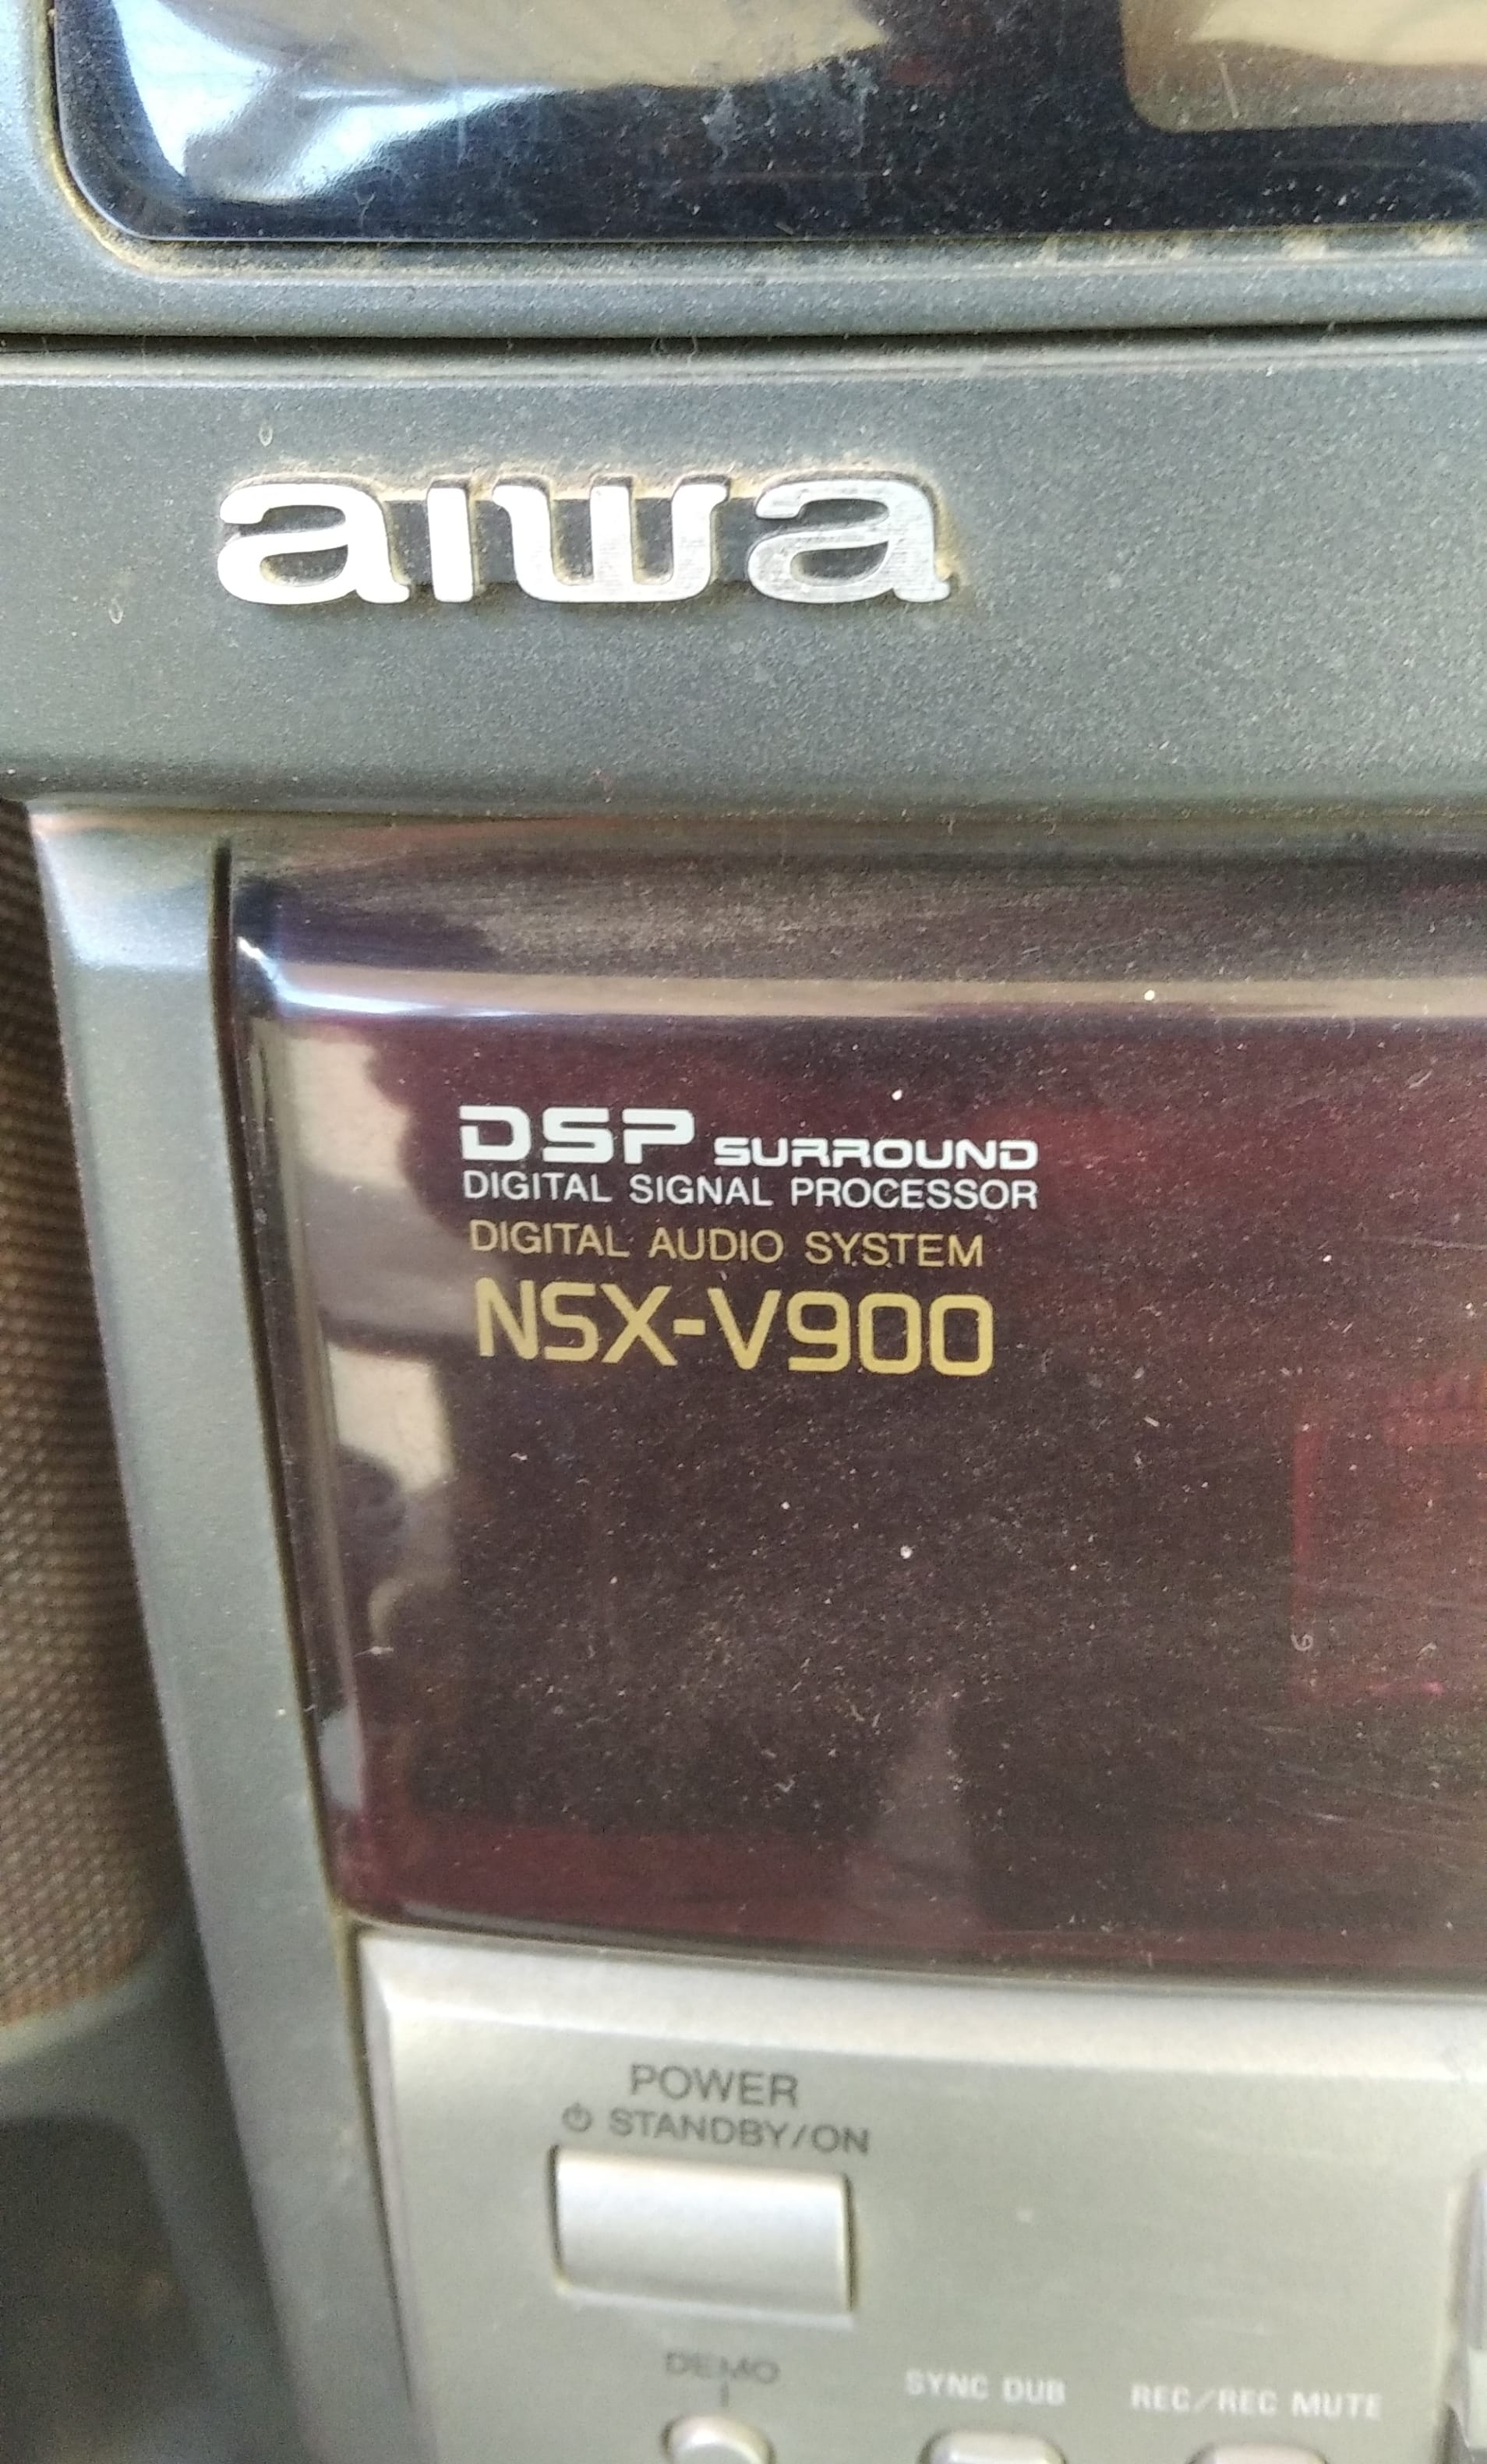 aiwa
DSP SURROUND
DIGITAL SIGNAL PROCESSOR
DIGITAL AUDIO SYSTEM
NSX-V900
POWER
⏻ STANDBY/ON
DEMO
SYNC DUB
REC/REC MUTE